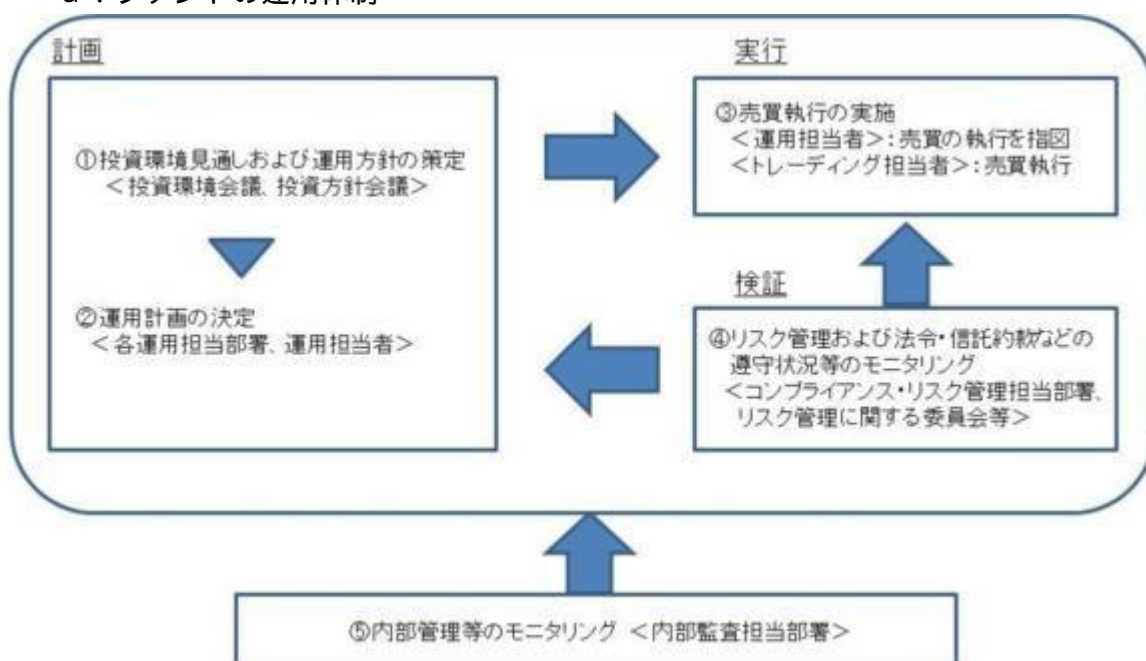 a．ファンドの運用体制
計画
①投資環境見通しおよび運用方針の策定
＜投資環境会議、投資方針会議＞
②運用計画の決定
＜各運用担当部署、運用担当者＞
実行
③売買執行の実施
＜運用担当者＞：売買の執行を指図
＜トレーディング担当者＞：売買執行
検証
④リスク管理および法令・信託約款などの
遵守状況等のモニタリング
＜コンプライアンス・リスク管理担当部署、
リスク管理に関する委員会等＞
⑤内部管理等のモニタリング ＜内部監査担当部署＞